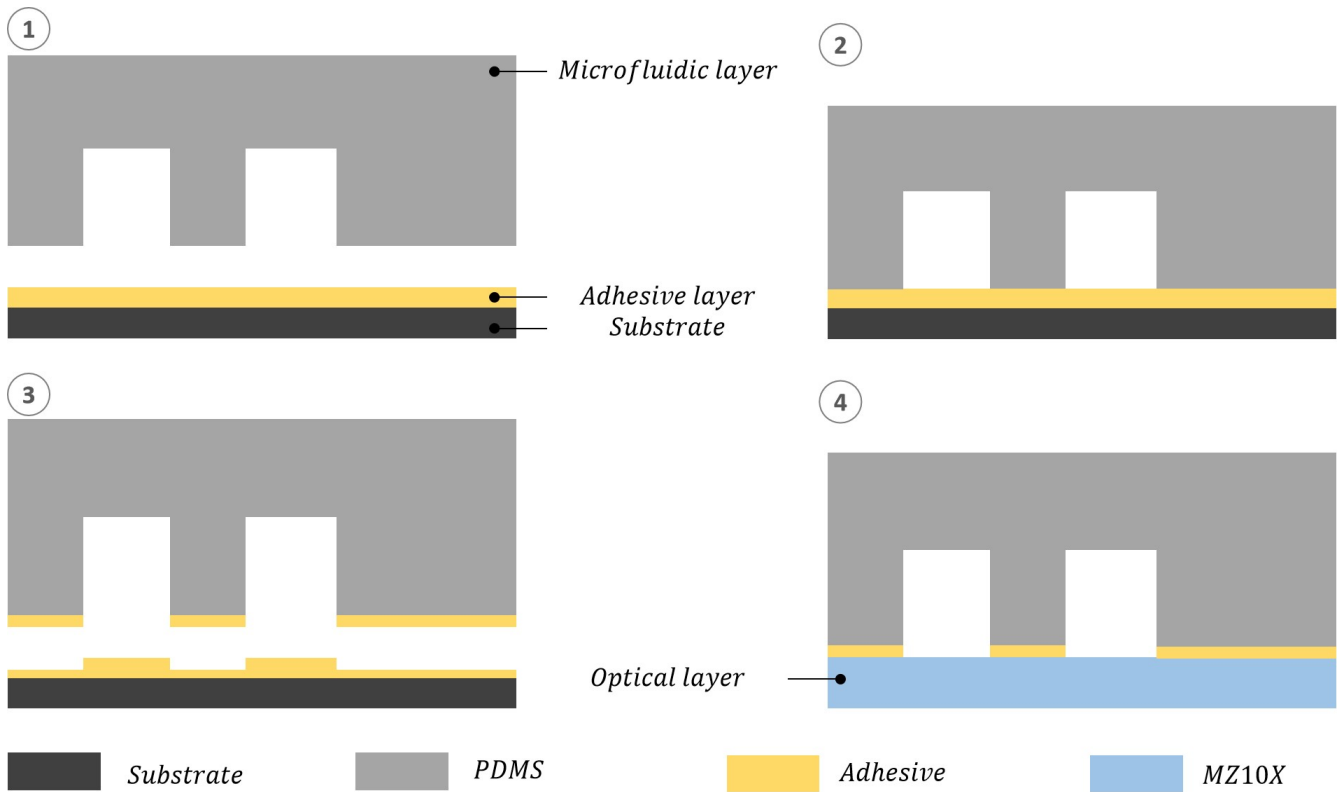 1
2
Microfluidic layer
Adhesive layer
Substrate
3
4
Optical layer
Substrate
PDMS
Adhesive
MZ10X